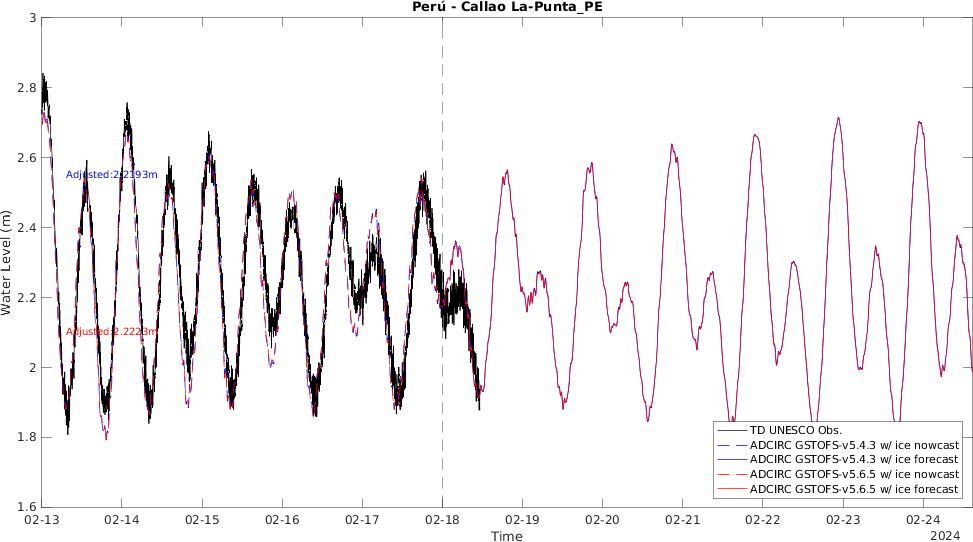 Perú - Callao La-Punta_PE
3
2.8
2.6
2.4
2.2
2
1.8
1.6
Water Level (m)
Adjusted:2.2193m
Adjusted:2.2223m
TD UNESCO Obs.
ADCIRC GSTOFS-v5.4.3 w/ ice nowcast
ADCIRC GSTOFS-v5.4.3 w/ ice forecast
ADCIRC GSTOFS-v5.6.5 w/ ice nowcast
ADCIRC GSTOFS-v5.6.5 w/ ice forecast
02-13 02-14 02-15 02-16 02-17 02-18 02-19 02-20 02-21 02-22 02-23 02-24
Time
2024